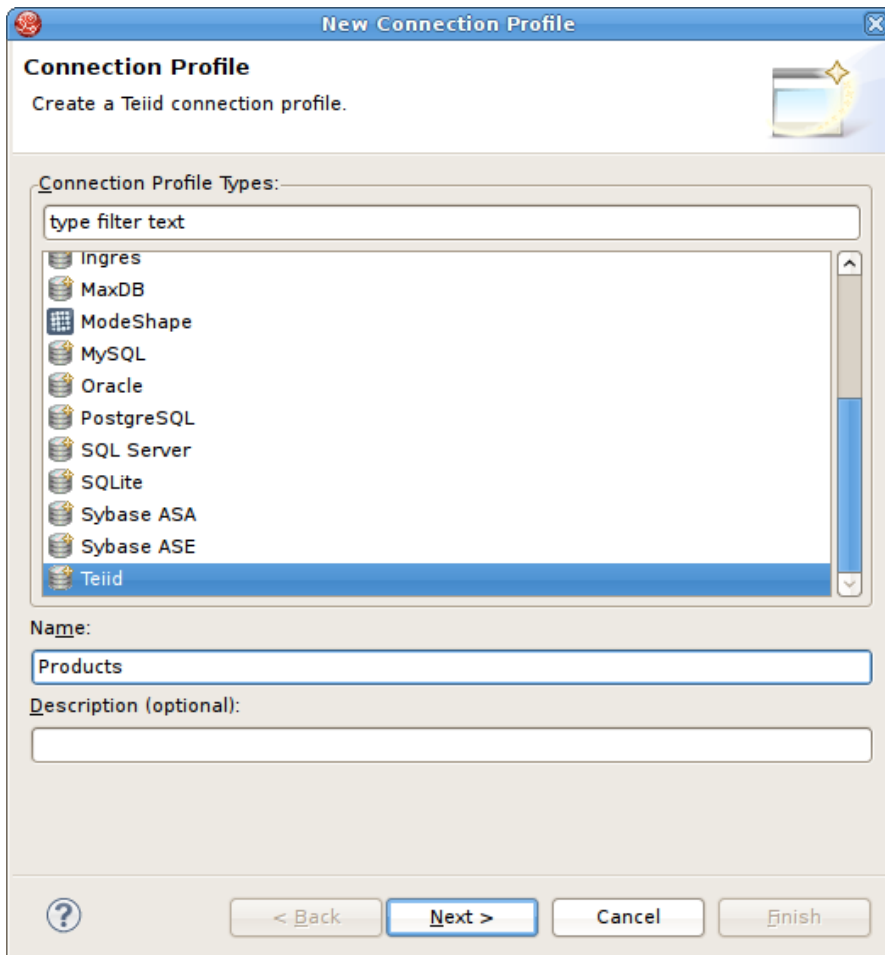 New Connection Profile
Connection Profile
Create a Teiid connection profile.
Connection Profile Types:
type filter text
Ingres
MaxDB
ModeShape
MySQL
Oracle
PostgreSQL
SQL Server
SQLite
Sybase ASA
Sybase ASE
Teiid
Name:
Products
Description (optional):
? < Back Next > Cancel Finish